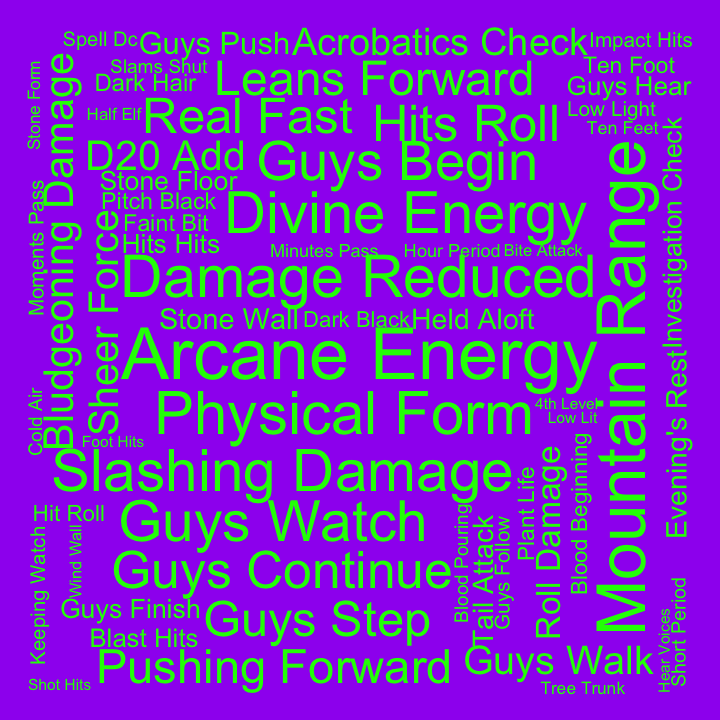 Spell Dc
Guys Push
Acrobatics Check
Impact Hits
Slams Shut
Leans Forward
Ten Foot
Stone Form
Dark Hair
Guys Hear
Half Elf
Real Fast
Hits Roll
Low Light
Ten Feet
D20 Add
Guys Begin
Stone Floor
Pitch Black
Divine Energy
Faint Bit
Hits Hits
Minutes Pass
Hour Period
Bite Attack
Damage Reduced
Bludgeoning Damage
Moments Pass
Sheer Force
Mountain Range
Investigation Check
Stone Wall
Dark Black
Held Aloft
Arcane Energy
Physical Form
4th Level
Low Lit
Cold Air
Foot Hits
Evening's Rest
Slashing Damage
Hit Roll
Guys Watch
Blood Pouring
Tail Attack
Guys Follow
Plant Life
Roll Damage
Blood Beginning
Keeping Watch
Wind Wall
Guys Continue
Guys Finish
Guys Step
Blast Hits
Pushing Forward
Guys Walk
Hear Voices
Short Period
Shot Hits
Tree Trunk